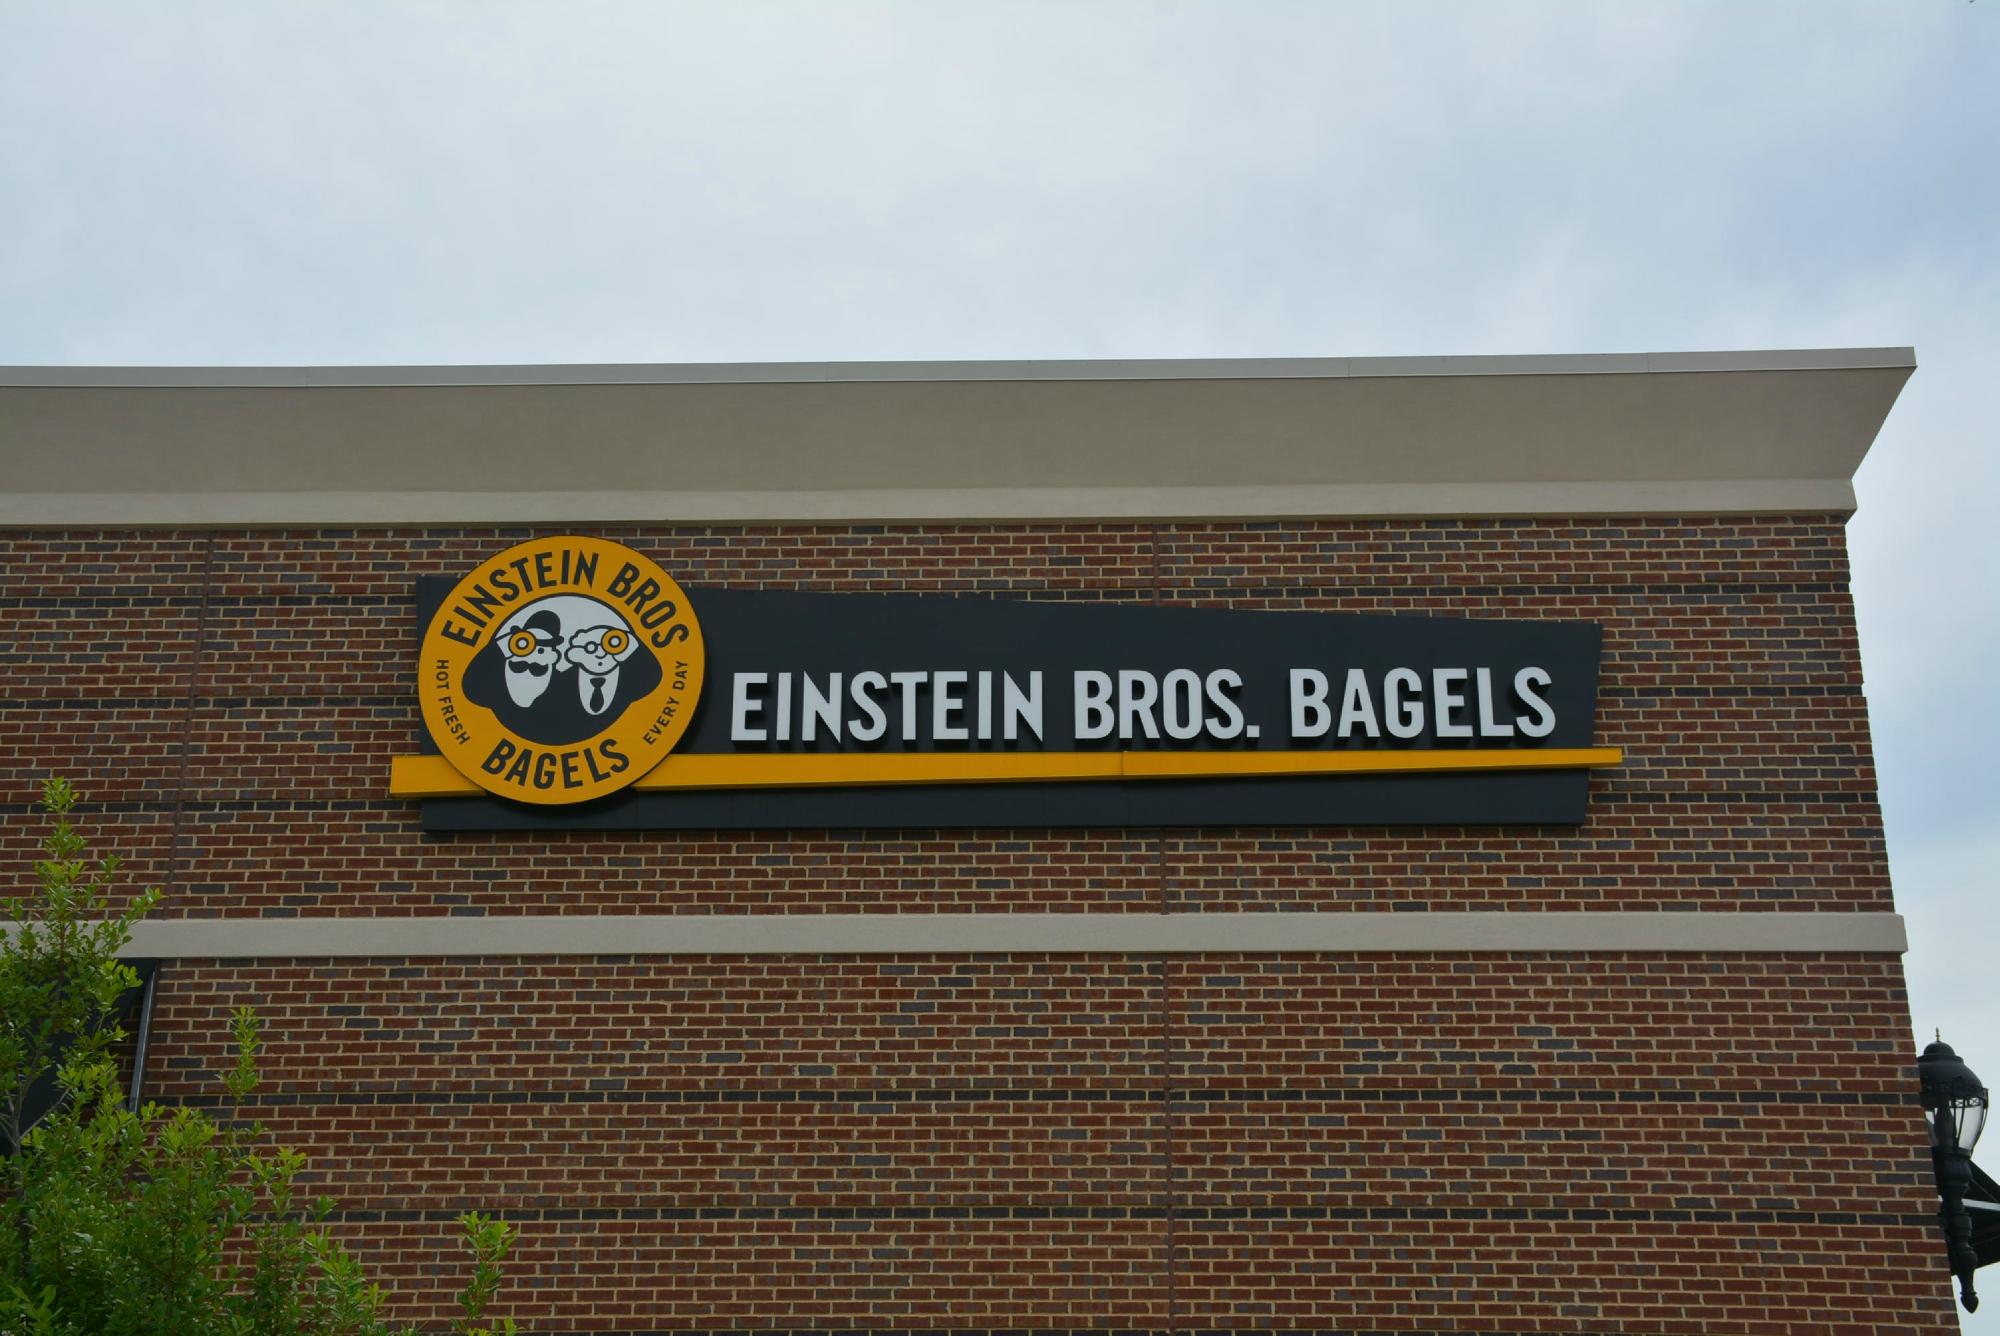 EINSTEIN BROS
HOT FRESH
EVERY DAY
BAGELS
EINSTEIN BROS. BAGELS